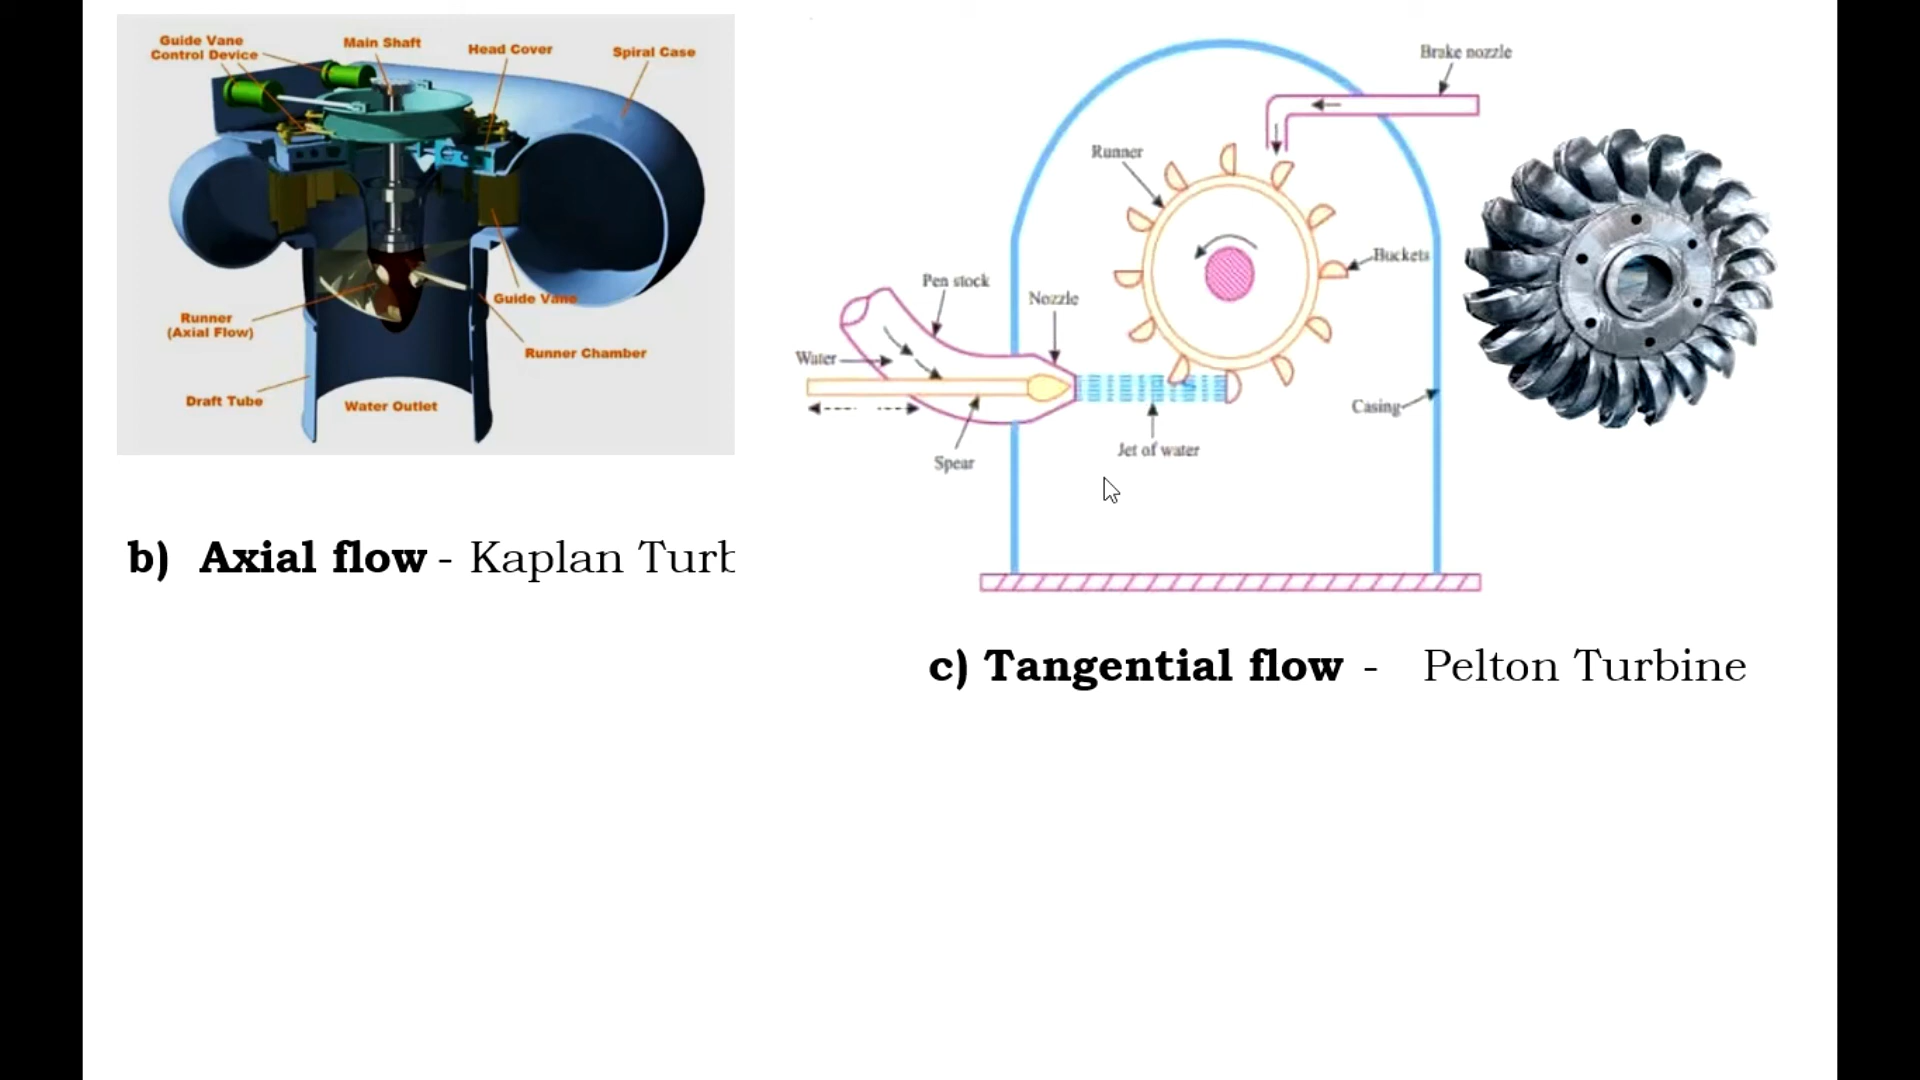 Guide Vane
Control Device
Main Shaft
Head Cover
Spiral Case
Guide Vane
Runner
(Axial Flow)
Runner Chamber
Draft Tube
Water Outlet
b) Axial flow - Kaplan Turb
Brake nozzle
Runner
Buckets
Pen stock
Nozzle
Water
Casing
Jet of water
Spear
c) Tangential flow - Pelton Turbine